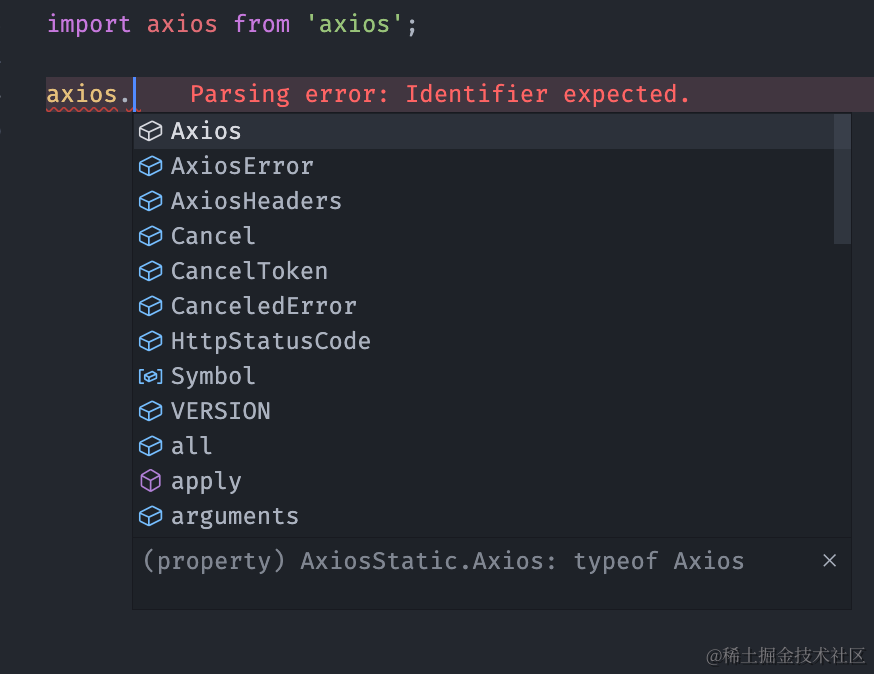 import axios from 'axios';
axios. Parsing error: Identifier expected.
Axios
AxiosError
AxiosHeaders
Cancel
CancelToken
CanceledError
HttpStatusCode
Symbol
VERSION
all
apply
arguments
(property) AxiosStatic.Axios: typeof Axios
@稀土掘金技术社区